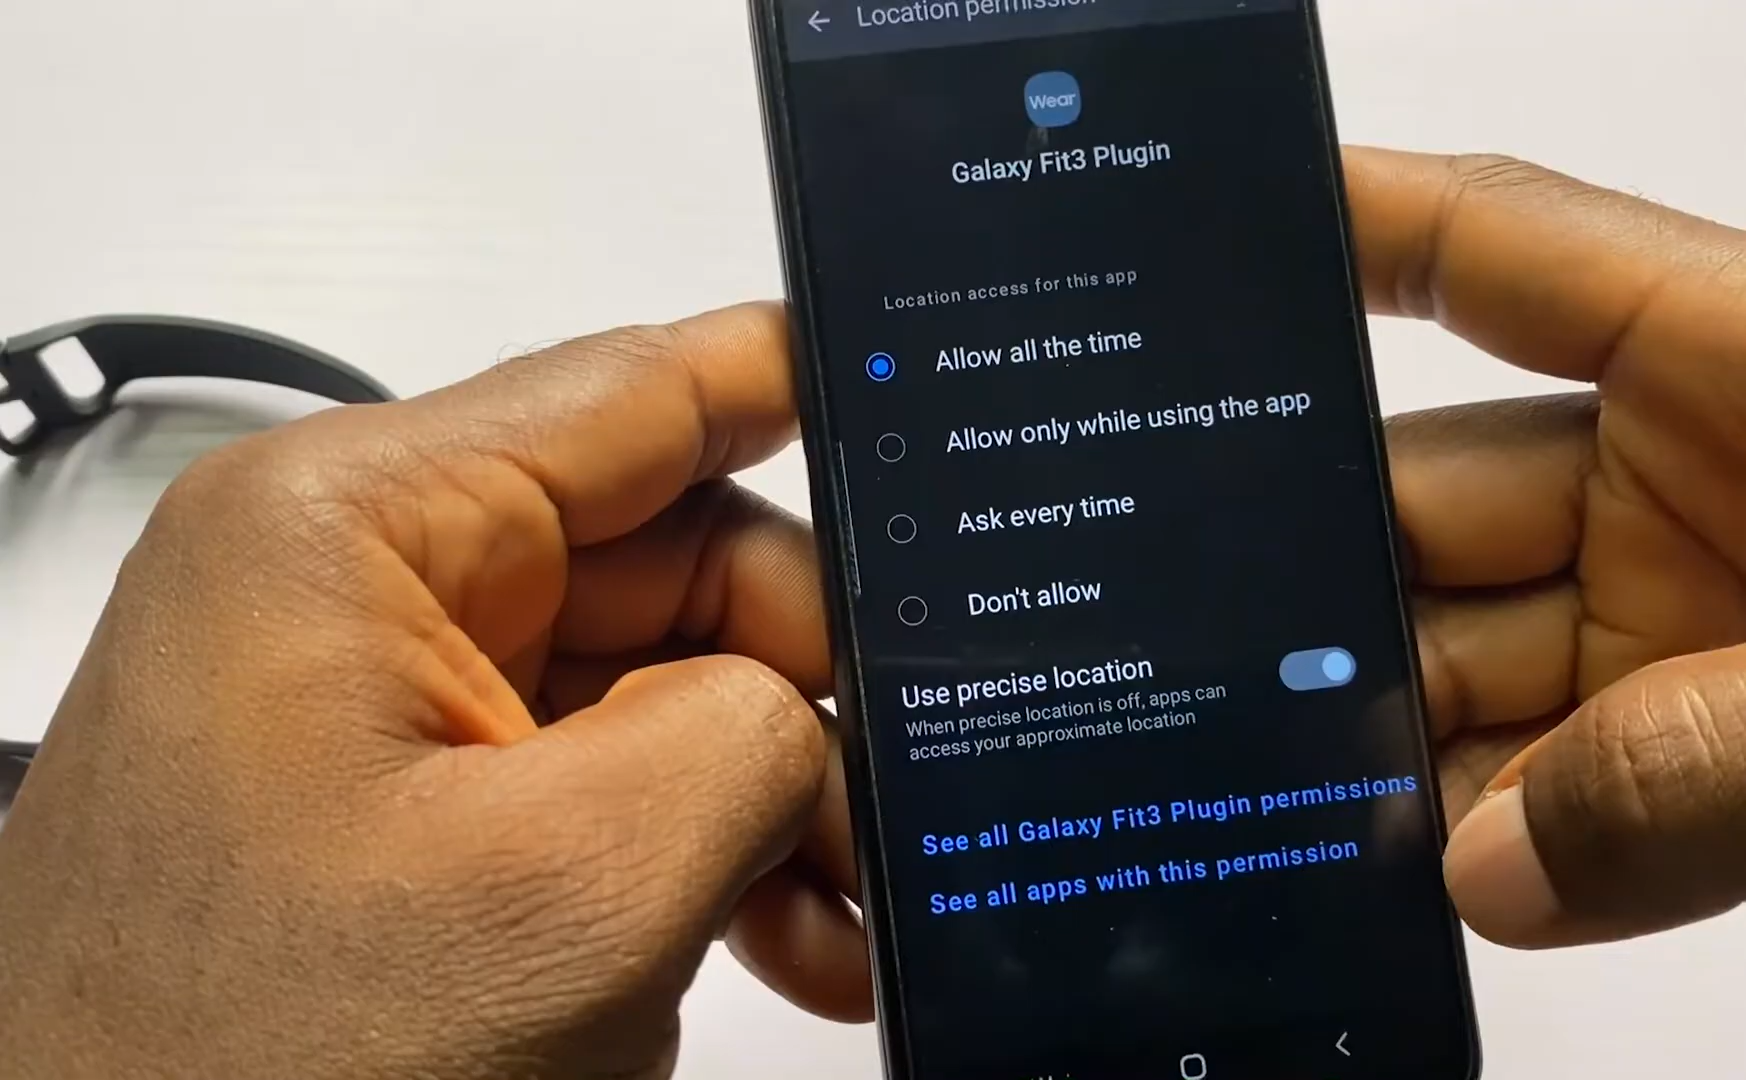 Location permission
Wear
Galaxy Fit3 Plugin
Location access for this app
Allow all the time
Allow only while using the app
Ask every time
Don't allow
Use precise location
When precise location is off, apps can
access your approximate location
See all Galaxy Fit3 Plugin permissions
See all apps with this permission